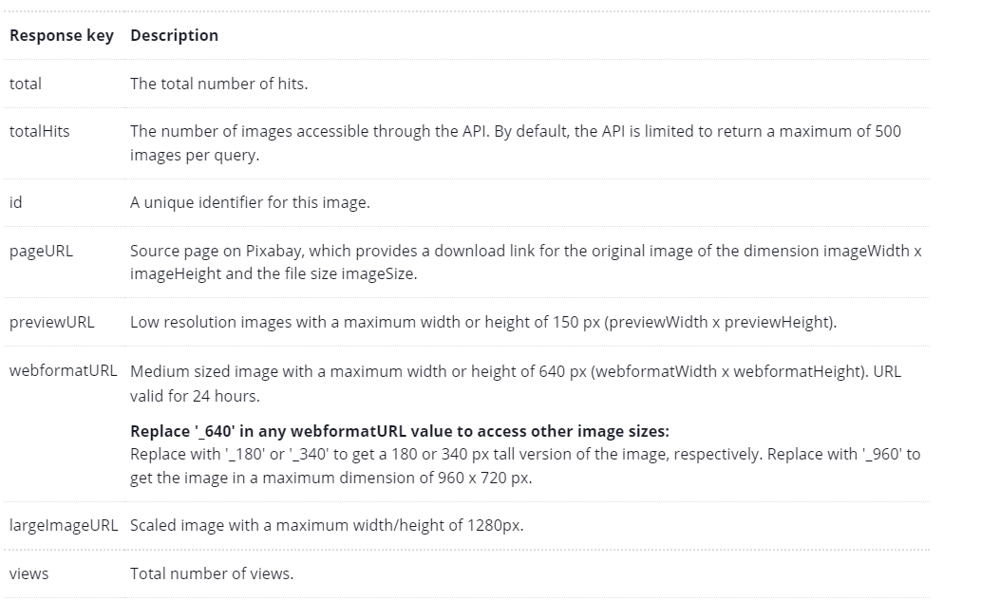 Response key Description
total The total number of hits.
totalHits The number of images accessible through the API. By default, the API is limited to return a maximum of 500
images per query.
id A unique identifier for this image.
pageURL Source page on Pixabay, which provides a download link for the original image of the dimension imageWidth x
imageHeight and the file size imageSize.
previewURL Low resolution images with a maximum width or height of 150 px (previewWidth x previewHeight).
webformatURL Medium sized image with a maximum width or height of 640 px (webformatWidth x webformatHeight). URL
valid for 24 hours.
Replace '_640' in any webformatURL value to access other image sizes:
Replace with '_180' or '_340' to get a 180 or 340 px tall version of the image, respectively. Replace with '_960' to
get the image in a maximum dimension of 960 x 720 px.
largeImageURL Scaled image with a maximum width/height of 1280px.
views Total number of views.